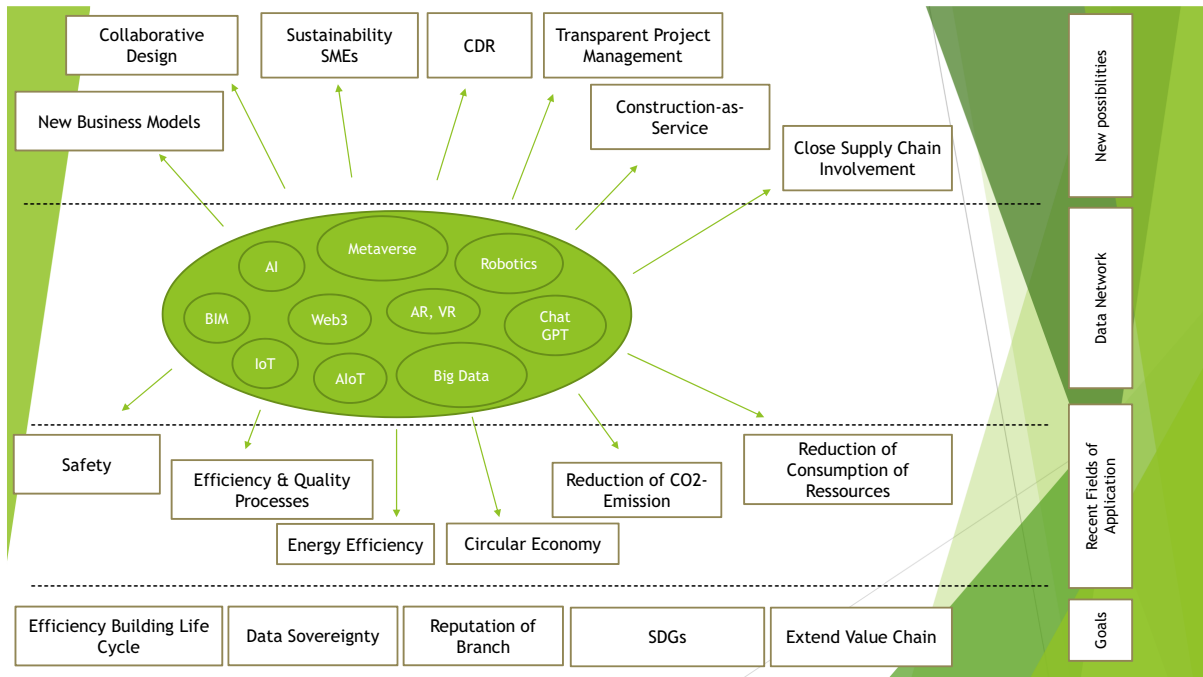 Collaborative
Design
Sustainability
SMEs
CDR
Transparent Project
Management
New Business Models
Construction-as-
Service
Close Supply Chain
Involvement
New possibilities
AI
Metaverse
Robotics
BIM
Web3
AR, VR
Chat
GPT
IoT
AIoT
Big Data
Data Network
Safety
Efficiency & Quality
Processes
Energy Efficiency
Circular Economy
Reduction of CO2-
Emission
Reduction of
Consumption of
Ressources
Recent Fields of
Application
Efficiency Building Life
Cycle
Data Sovereignty
Reputation of
Branch
SDGs
Extend Value Chain
Goals